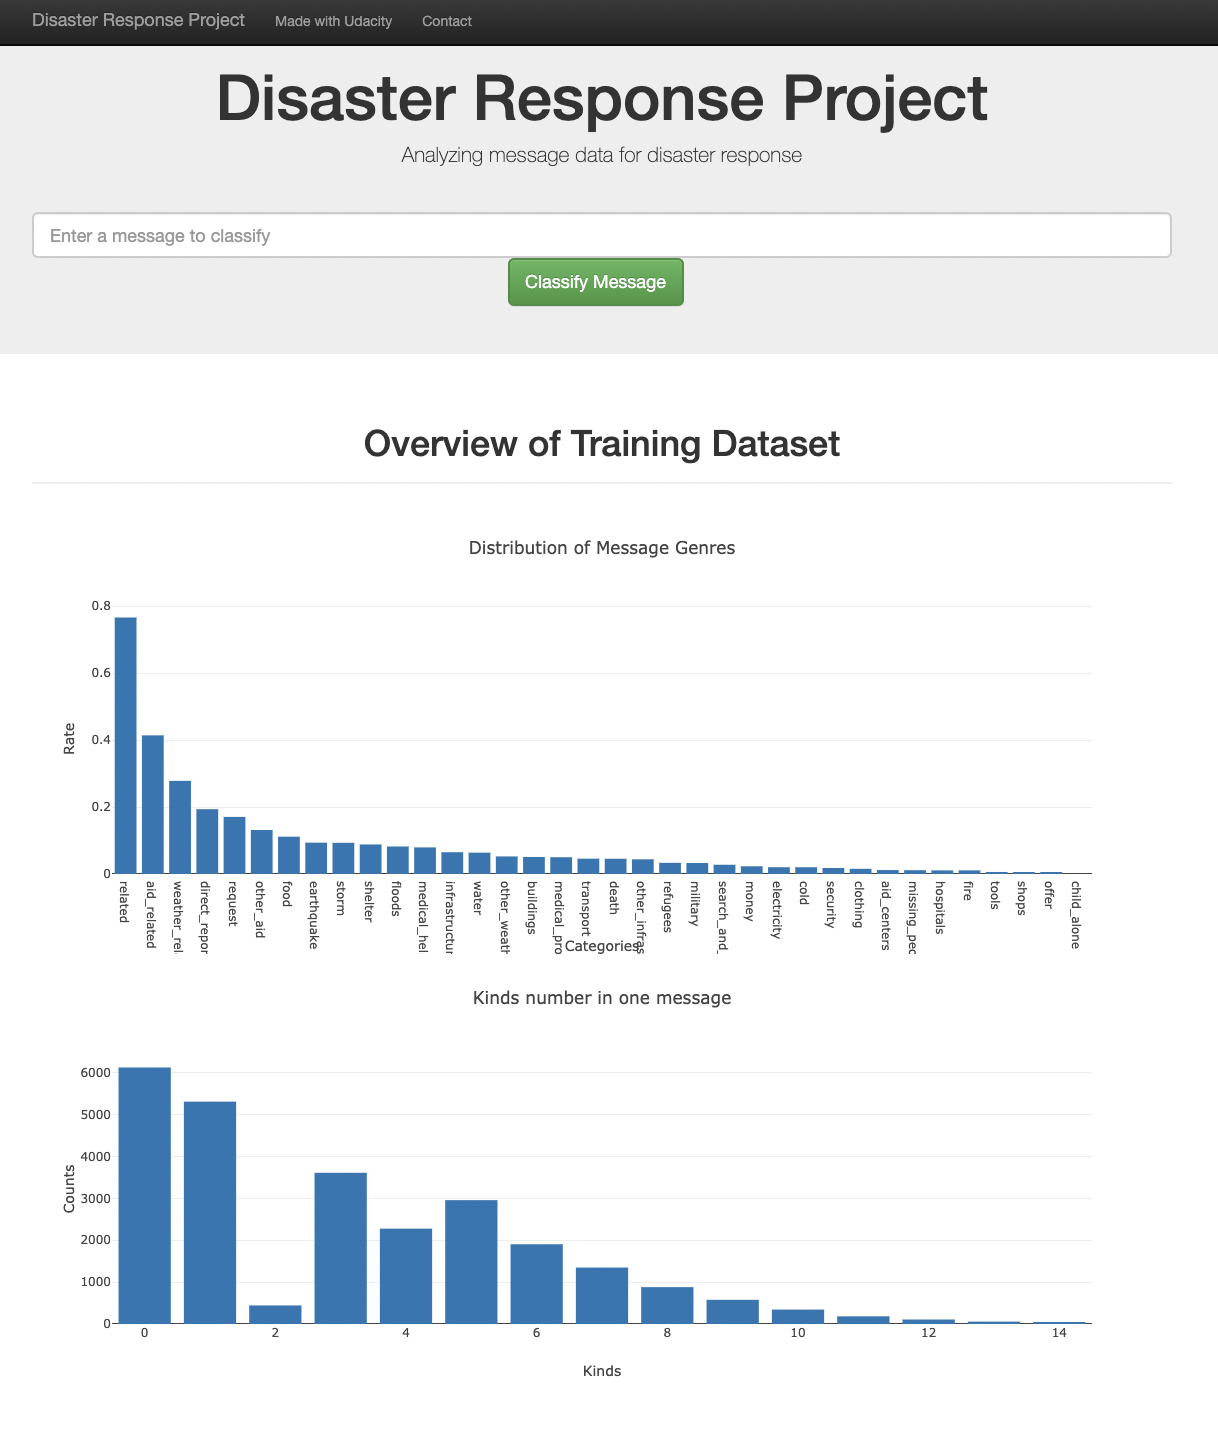 Disaster Response Project Made with Udacity Contact
Disaster Response Project
Analyzing message data for disaster response
Enter a message to classify
Classify Message
Overview of Training Dataset
Distribution of Message Genres
0.8
0.6
0.4
0.2
0
Rate
related
aid_related
weather_rel
direct_repor
request
other_aid
food
earthquake
storm
shelter
floods
medical_hel
infrastructur
water
other_weath
buildings
medical_pro
transport
death
other_infras
refugees
military
search_and_
money
electricity
cold
security
clothing
aid_centers
missing_peo
hospitals
fire
tools
shops
offer
child_alone
Categories
Kinds number in one message
6000
5000
4000
3000
2000
1000
0
Counts
0 2 4 6 8 10 12 14
Kinds